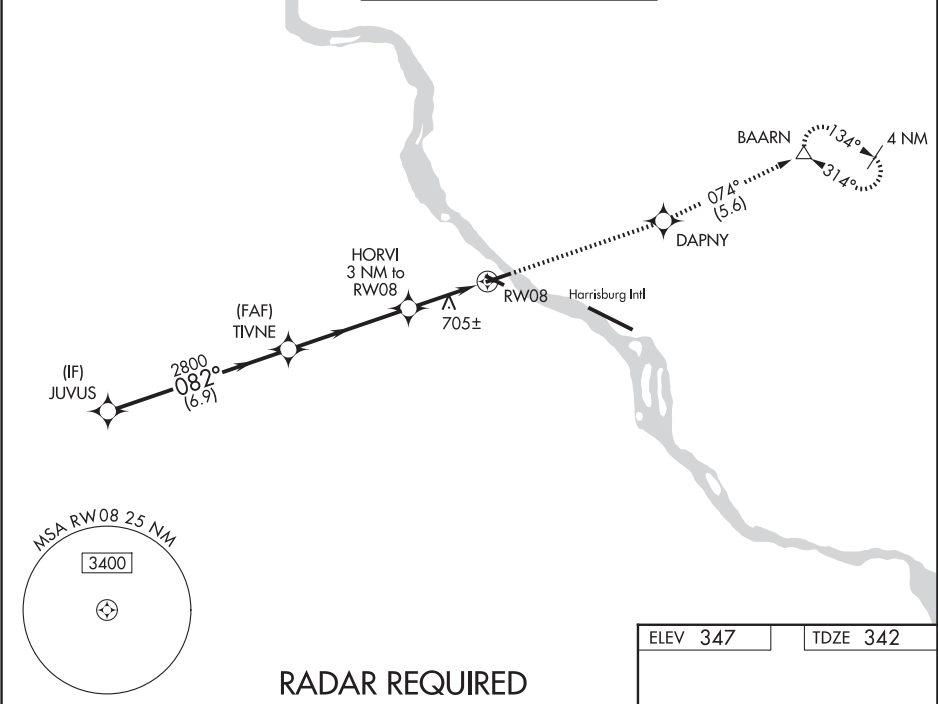 BAARN
134°
4 NM
314°
074°
(5.6)
DAPNY
HORVI
3 NM to
RW08
RW08
Harrisburg Intl
705±
(FAF)
TIVNE
2800
082°
(6.9)
(IF)
JUVUS
MSA RW08 25 NM
3400
ELEV 347
TDZE 342
RADAR REQUIRED